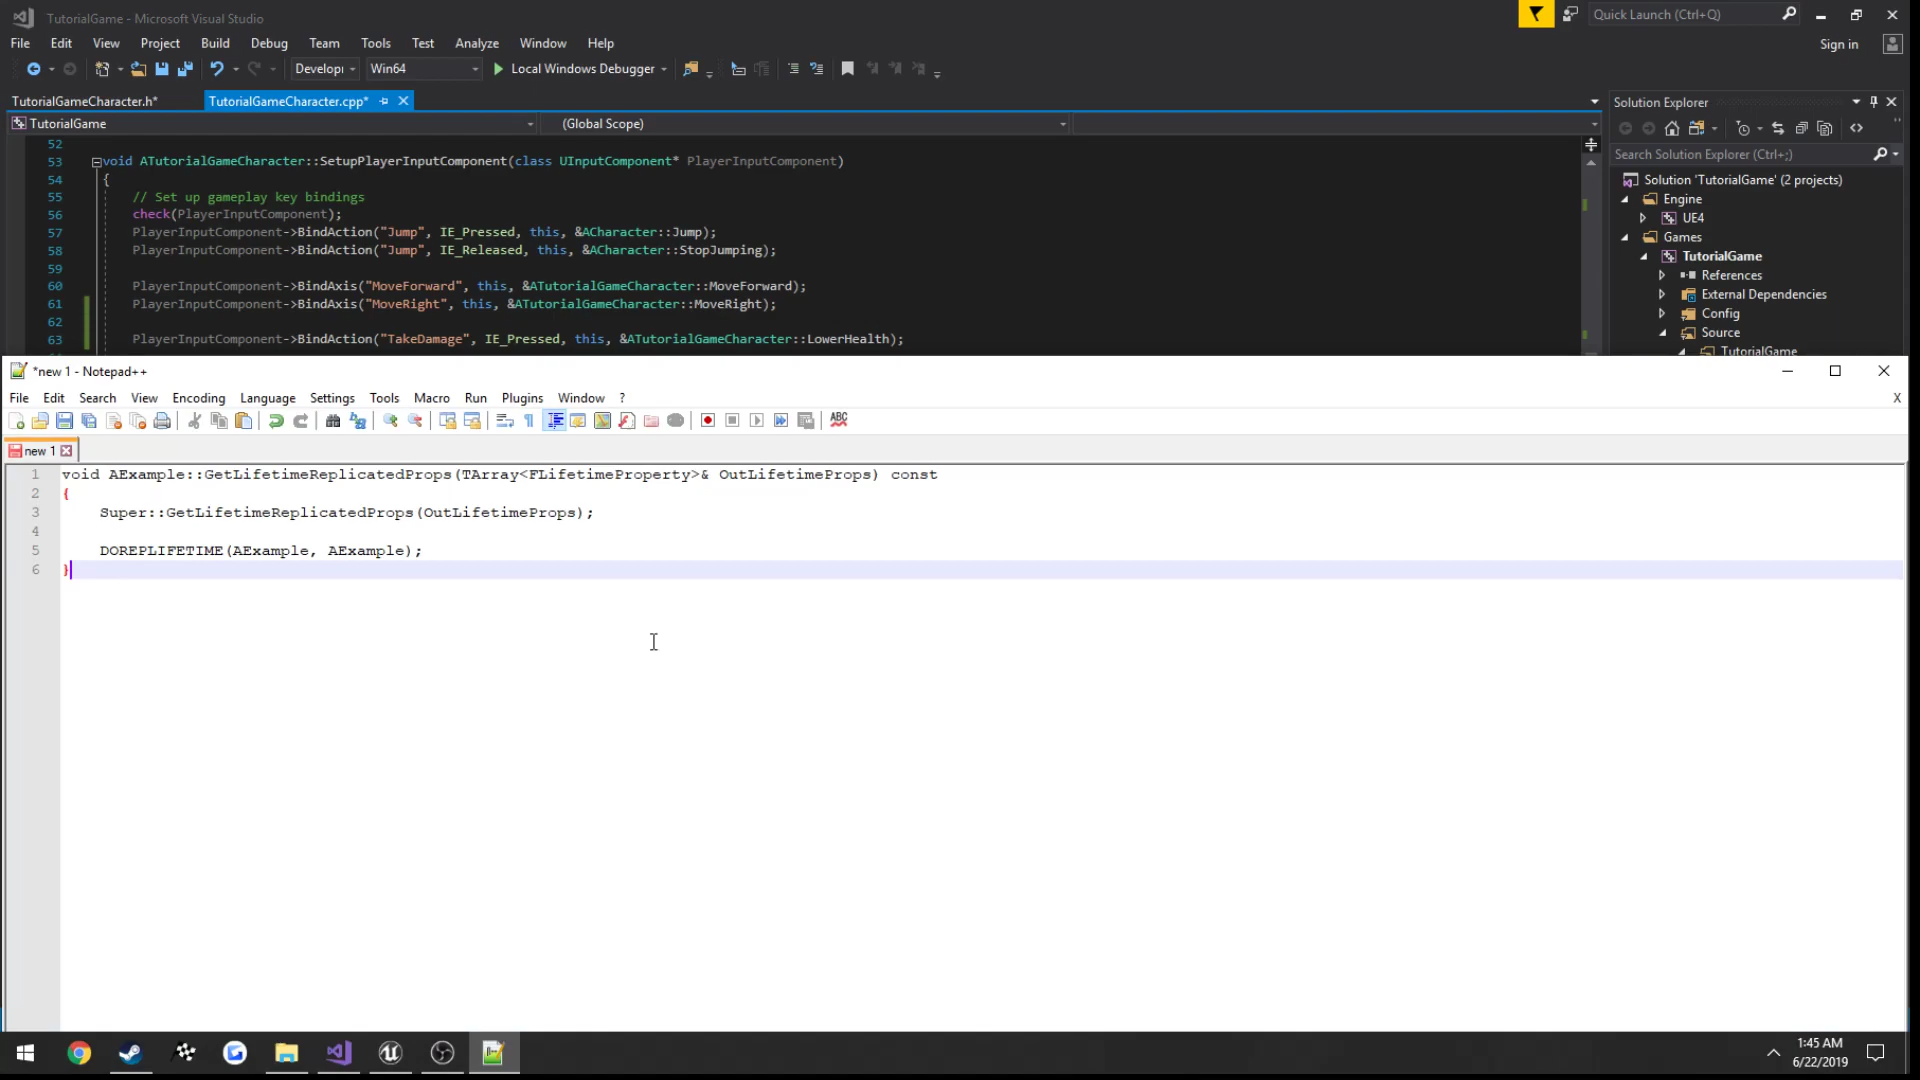 TutorialGame - Microsoft Visual Studio
Quick Launch (Ctrl+Q)
File Edit View Project Build Debug Team Tools Test Analyze Window Help
Sign in
Developi Win64 Local Windows Debugger
TutorialGameCharacter.h* TutorialGameCharacter.cpp*
Solution Explorer
TutorialGame (Global Scope)
Search Solution Explorer (Ctrl+;)
52
53 void ATutorialGameCharacter::SetupPlayerInputComponent(class UInputComponent* PlayerInputComponent)
54 {
55 // Set up gameplay key bindings
56 check(PlayerInputComponent);
57 PlayerInputComponent->BindAction("Jump", IE_Pressed, this, &ACharacter::Jump);
58 PlayerInputComponent->BindAction("Jump", IE_Released, this, &ACharacter::StopJumping);
59
60 PlayerInputComponent->BindAxis("MoveForward", this, &ATutorialGameCharacter::MoveForward);
61 PlayerInputComponent->BindAxis("MoveRight", this, &ATutorialGameCharacter::MoveRight);
62
63 PlayerInputComponent->BindAction("TakeDamage", IE_Pressed, this, &ATutorialGameCharacter::LowerHealth);
Solution 'TutorialGame' (2 projects)
Engine
UE4
Games
TutorialGame
References
External Dependencies
Config
Source
TutorialGame
*new 1 - Notepad++
File Edit Search View Encoding Language Settings Tools Macro Run Plugins Window ? X
ABC
new 1
1 void AExample::GetLifetimeReplicatedProps(TArray<FLifetimeProperty>& OutLifetimeProps) const
2 {
3 Super::GetLifetimeReplicatedProps(OutLifetimeProps);
4
5 DOREPLIFETIME(AExample, AExample);
6 }
1:45 AM
6/22/2019